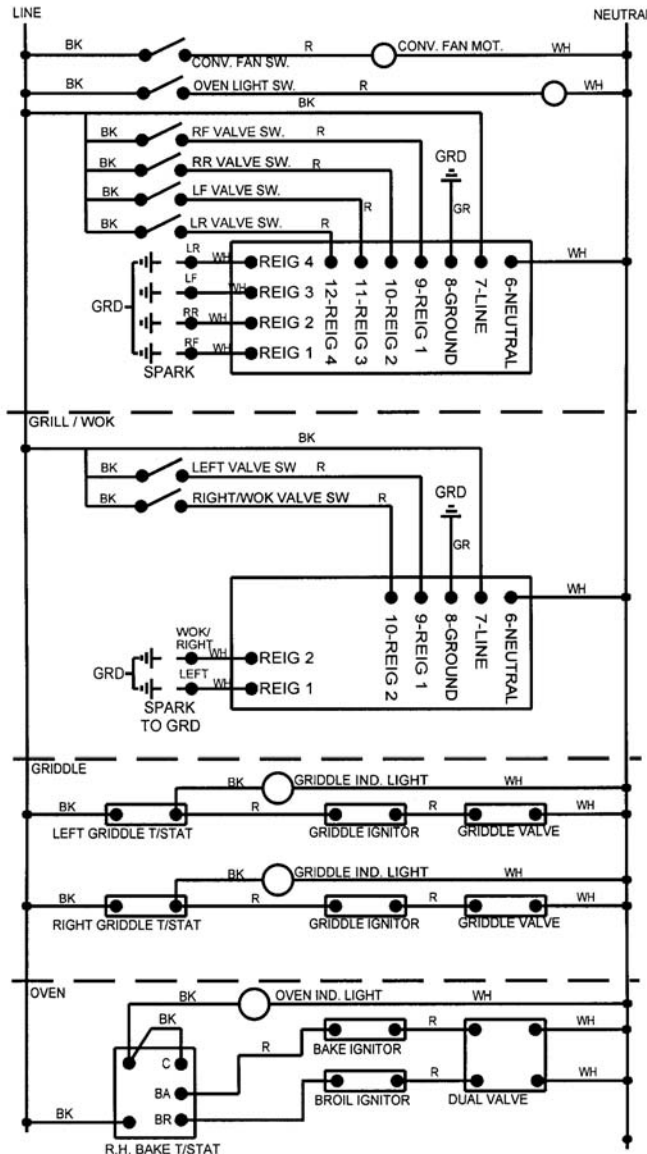 LINE
NEUTRAL
BK
R
CONV. FAN MOT.
WH
CONV. FAN SW.
OVEN LIGHT SW.
R
WH
BK
BK
RF VALVE SW.
R
GRD
BK
RR VALVE SW.
R
BK
LF VALVE SW.
R
GR
BK
LR VALVE SW.
R
LR
WH
REIG 4
LF
WH
REIG 3
GRD
RR
WH
REIG 2
RF
WH
REIG 1
SPARK
12-REIG 4
11-REIG 3
10-REIG 2
9-REIG 1
8-GROUND
7-LINE
6-NEUTRAL
WH
GRILL / WOK
BK
BK
LEFT VALVE SW
R
BK
RIGHT/WOK VALVE SW
R
GRD
GR
WH
10-REIG 2
9-REIG 1
8-GROUND
7-LINE
6-NEUTRAL
WOK/
RIGHT
WH
REIG 2
GRD
LEFT
WH
REIG 1
SPARK
TO GRD
GRIDDLE
BK
GRIDDLE IND. LIGHT
WH
BK
R
R
WH
LEFT GRIDDLE T/STAT
GRIDDLE IGNITOR
GRIDDLE VALVE
BK
GRIDDLE IND. LIGHT
WH
BK
R
R
WH
RIGHT GRIDDLE T/STAT
GRIDDLE IGNITOR
GRIDDLE VALVE
OVEN
BK
OVEN IND. LIGHT
WH
BK
R
R
WH
BAKE IGNITOR
C
BA
BK
BR
R
WH
BROIL IGNITOR
DUAL VALVE
R.H. BAKE T/STAT